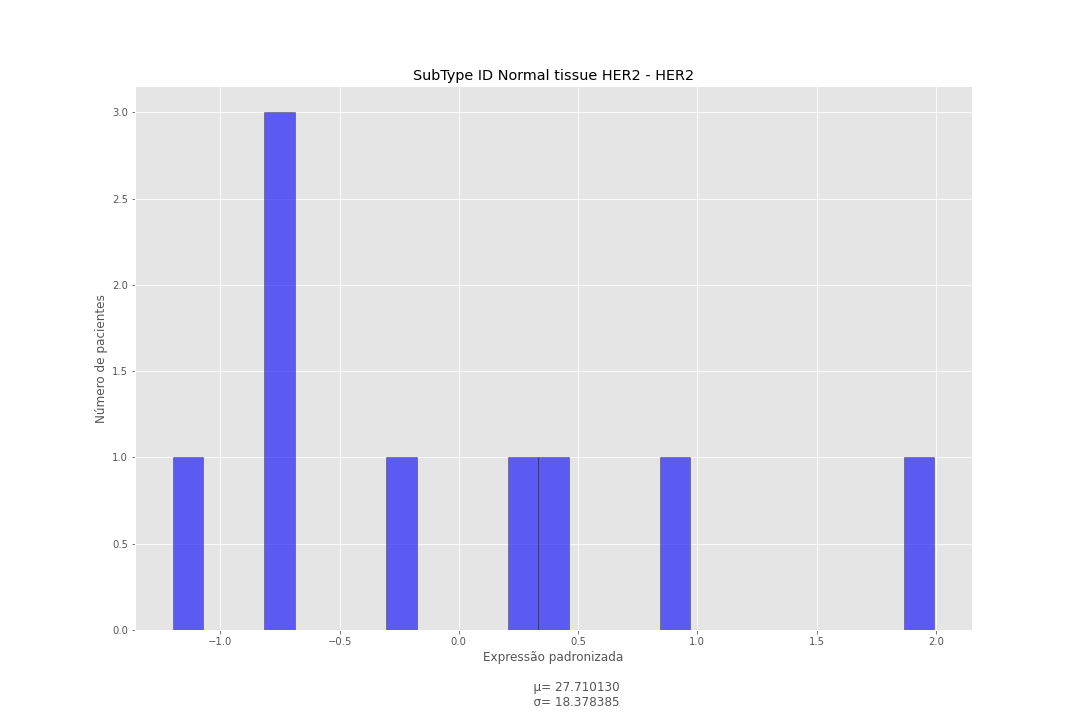 SubType ID Normal tissue HER2 - HER2
3.0
2.5
2.0
1.5
1.0
0.5
0.0
Número de pacientes
−1.0 −0.5 0.0 0.5 1.0 1.5 2.0
Expressão padronizada
μ= 27.710130
σ= 18.378385